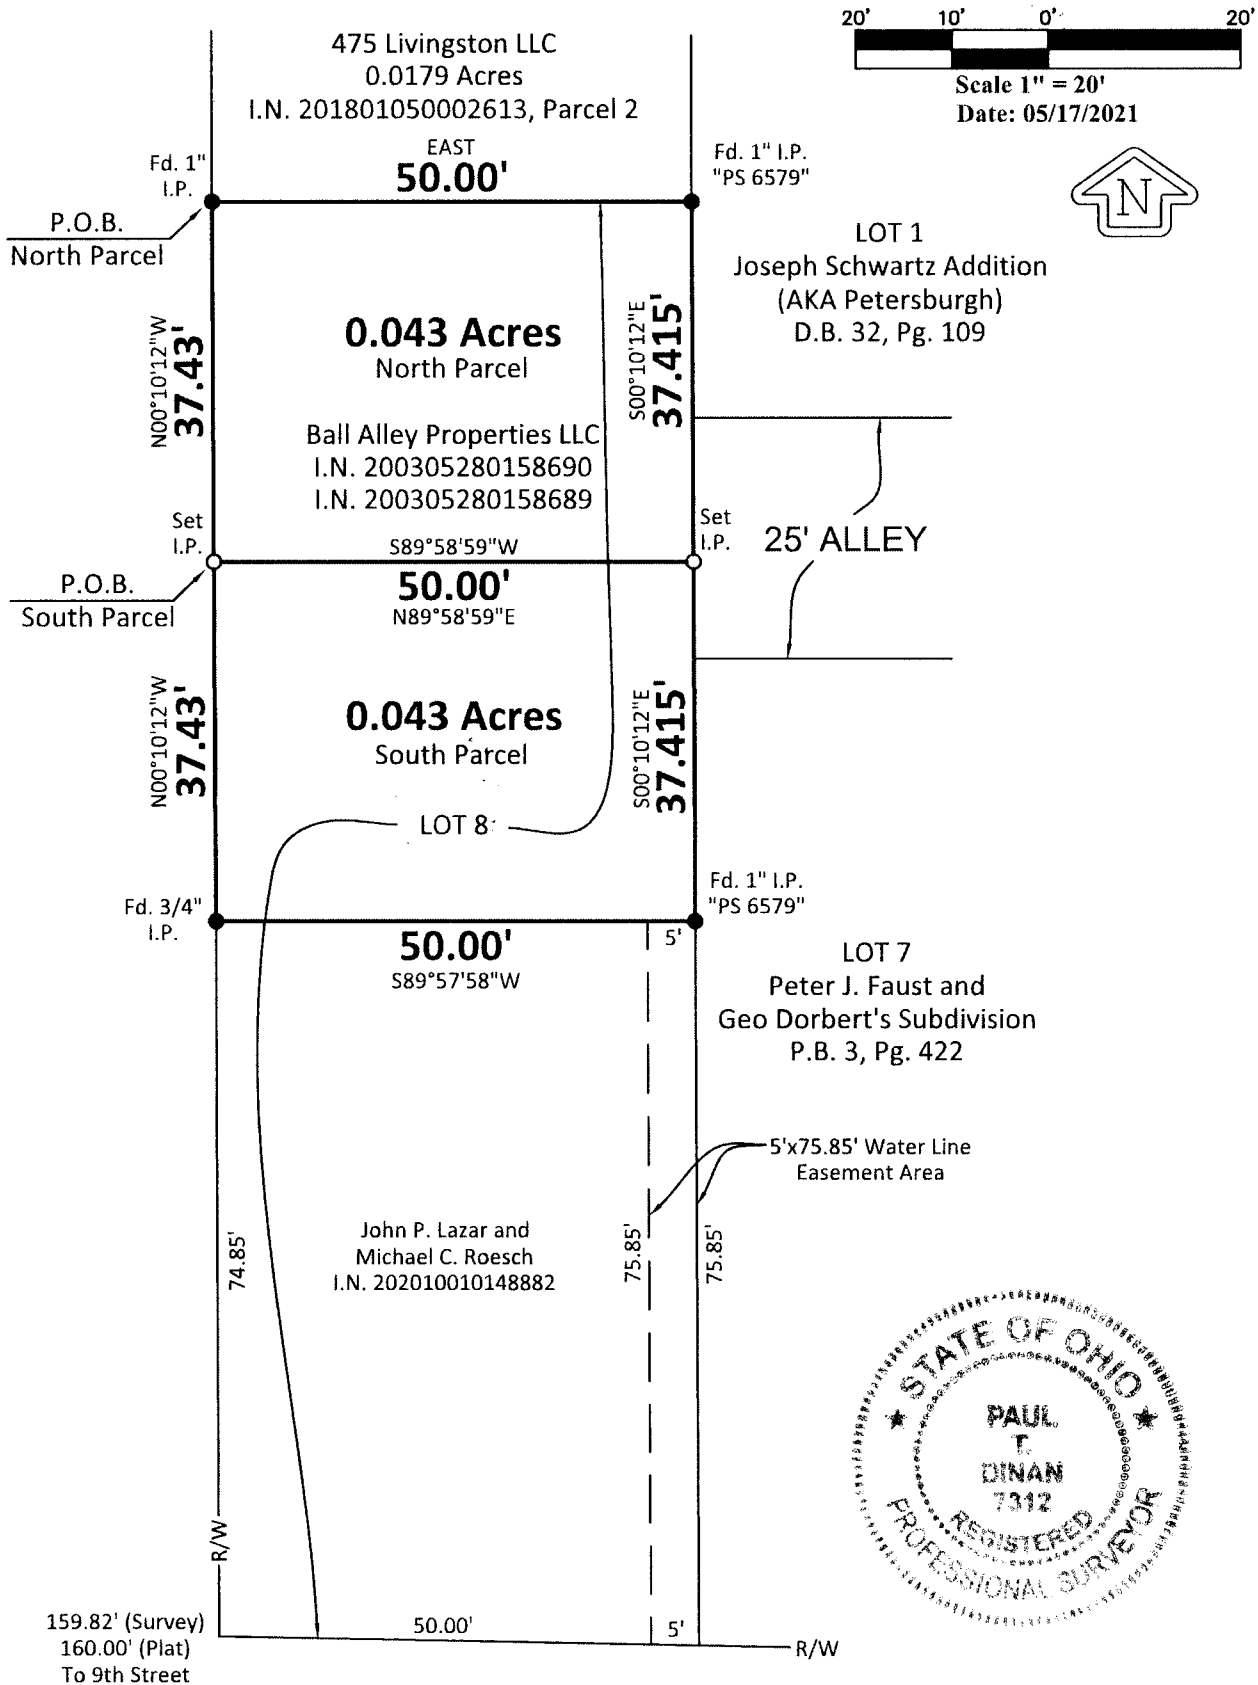 20' 10' 0' 20'
Scale 1" = 20'
Date: 05/17/2021
N
475 Livingston LLC
0.0179 Acres
I.N. 201801050002613, Parcel 2
EAST
50.00'
Fd. 1"
I.P.
Fd. 1" I.P.
"PS 6579"
P.O.B.
North Parcel
LOT 1
Joseph Schwartz Addition
(AKA Petersburgh)
D.B. 32, Pg. 109
N00°10'12"W
37.43'
0.043 Acres
North Parcel
S00°10'12"E
37.415'
Ball Alley Properties LLC
I.N. 200305280158690
I.N. 200305280158689
Set
I.P.
Set
I.P.
25' ALLEY
S89°58'59"W
50.00'
N89°58'59"E
P.O.B.
South Parcel
N00°10'12"W
37.43'
0.043 Acres
South Parcel
S00°10'12"E
37.415'
LOT 8
Fd. 3/4"
I.P.
Fd. 1" I.P.
"PS 6579"
50.00'
S89°57'58"W
5'
LOT 7
Peter J. Faust and
Geo Dorbert's Subdivision
P.B. 3, Pg. 422
5'x75.85' Water Line
Easement Area
74.85'
John P. Lazar and
Michael C. Roesch
I.N. 202010010148882
75.85'
75.85'
STATE OF OHIO
PAUL
T.
DINAN
7312
REGISTERED
PROFESSIONAL SURVEYOR
R/W
159.82' (Survey)
160.00' (Plat)
To 9th Street
50.00'
5'
R/W